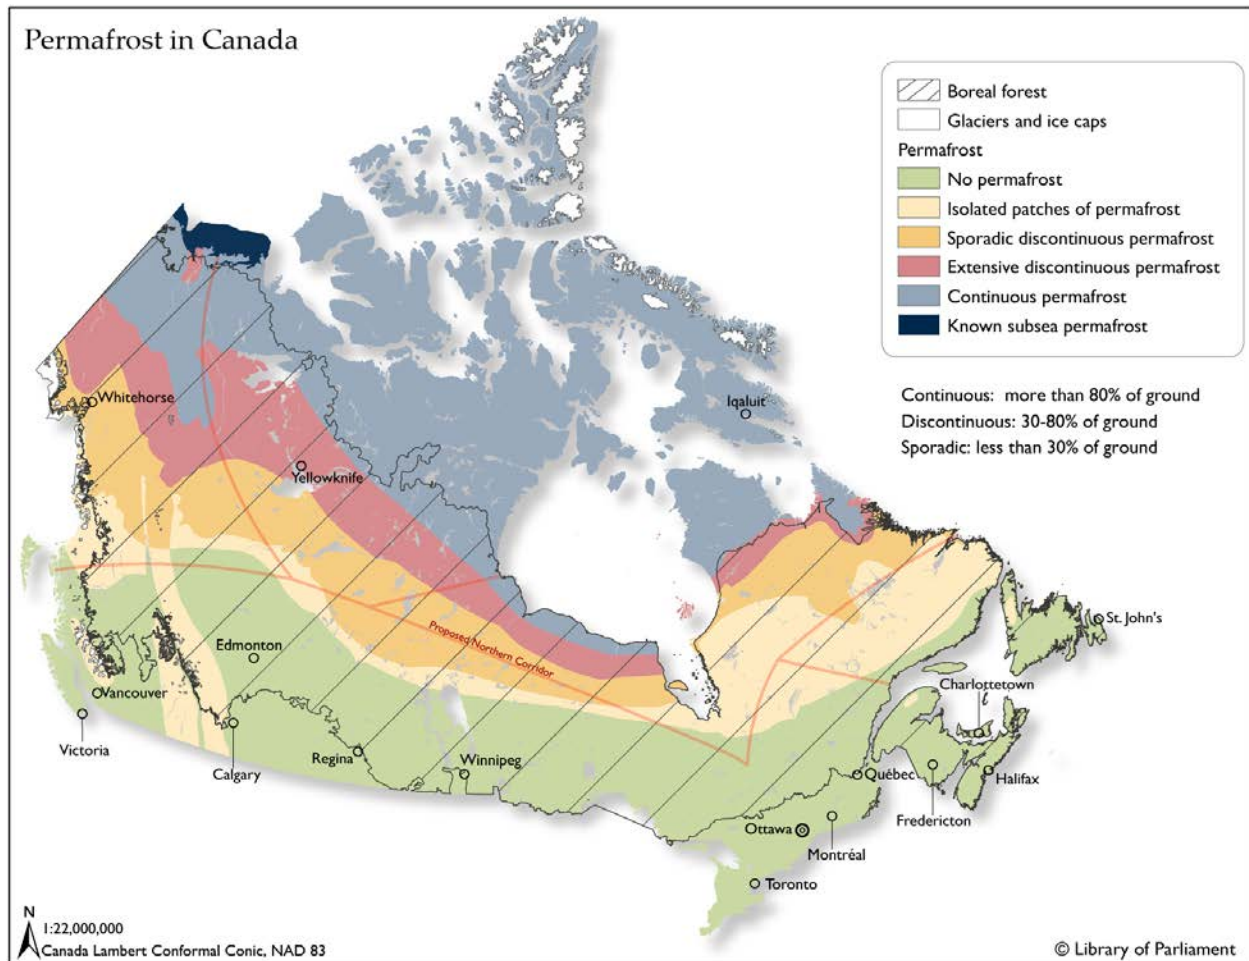 Permafrost in Canada
Boreal forest
Glaciers and ice caps
Permafrost
No permafrost
Isolated patches of permafrost
Sporadic discontinuous permafrost
Extensive discontinuous permafrost
Continuous permafrost
Known subsea permafrost
Continuous: more than 80% of ground
Discontinuous: 30-80% of ground
Sporadic: less than 30% of ground
Whitehorse
Iqaluit
Yellowknife
St. John's
Edmonton
Proposed Northern Corridor
Charlottetown
Vancouver
Victoria
Calgary
Regina
Winnipeg
Québec
Halifax
Fredericton
Ottawa
Montréal
Toronto
N
1:22,000,000
Canada Lambert Conformal Conic, NAD 83
© Library of Parliament